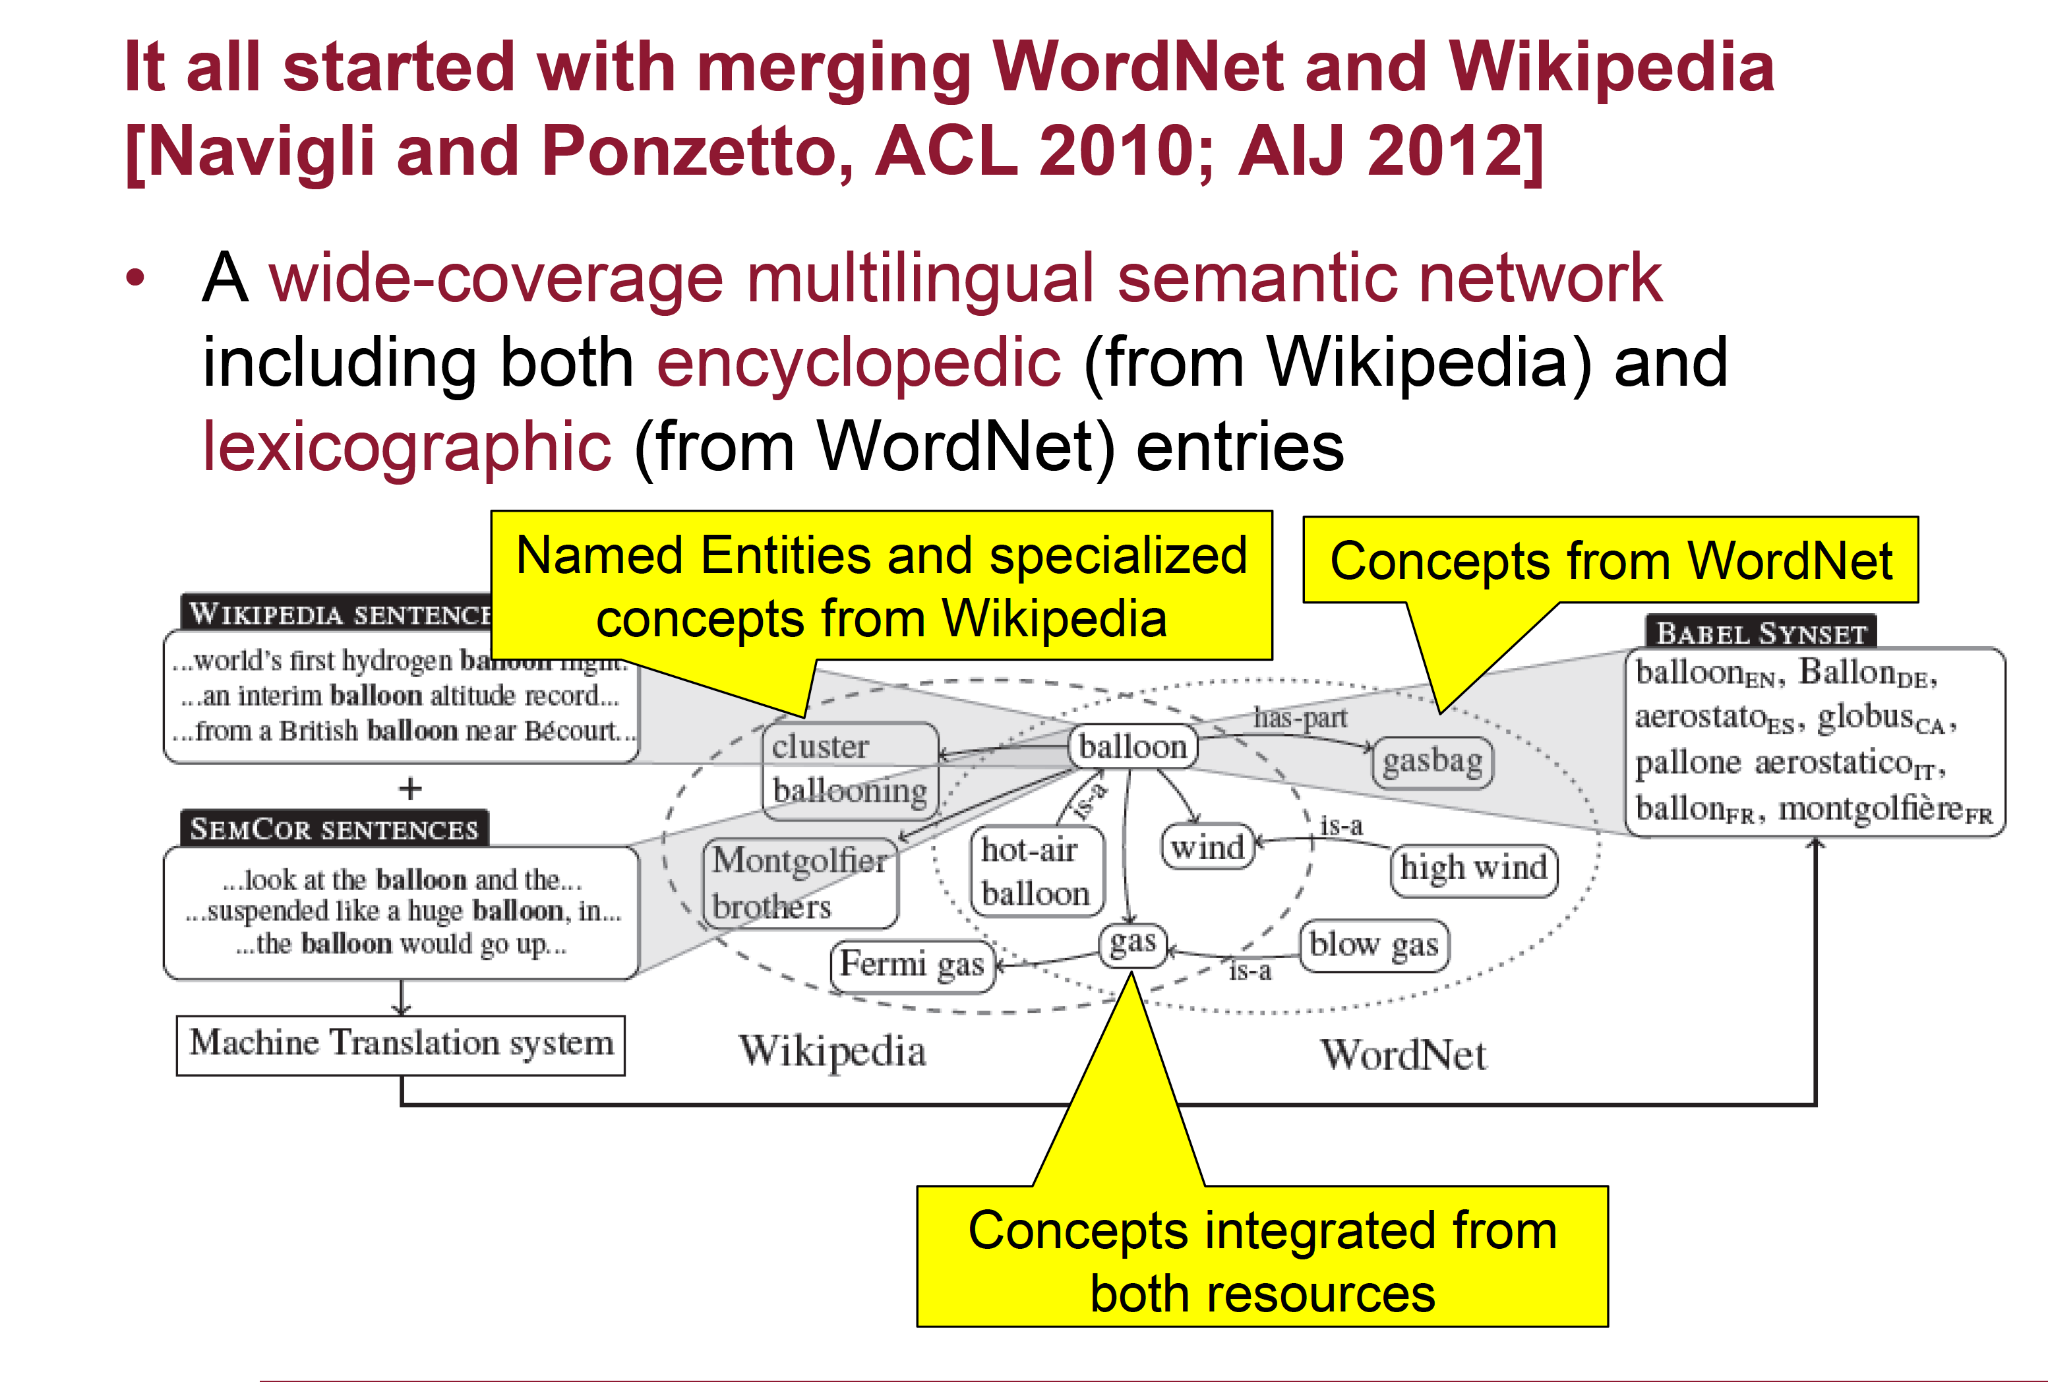 It all started with merging WordNet and Wikipedia
[Navigli and Ponzetto, ACL 2010; AIJ 2012]
• A wide-coverage multilingual semantic network
including both encyclopedic (from Wikipedia) and
lexicographic (from WordNet) entries
Named Entities and specialized
concepts from Wikipedia
Concepts from WordNet
WIKIPEDIA SENTENCE
...world's first hydrogen balloon flight.
...an interim balloon altitude record...
...from a British balloon near Bécourt...
+
SEMCOR SENTENCES
...look at the balloon and the...
...suspended like a huge balloon, in...
...the balloon would go up...
Machine Translation system
cluster
ballooning
Montgolfier
brothers
Fermi gas
balloon
is-a
hot-air
balloon
gas
wind
has-part
gasbag
is-a
high wind
is-a
blow gas
Wikipedia
WordNet
BABEL SYNSET
balloonEN, BallonDE,
aerostatoES, globusCA,
pallone aerostaticoIT,
ballonFR, montgolfièreFR
Concepts integrated from
both resources